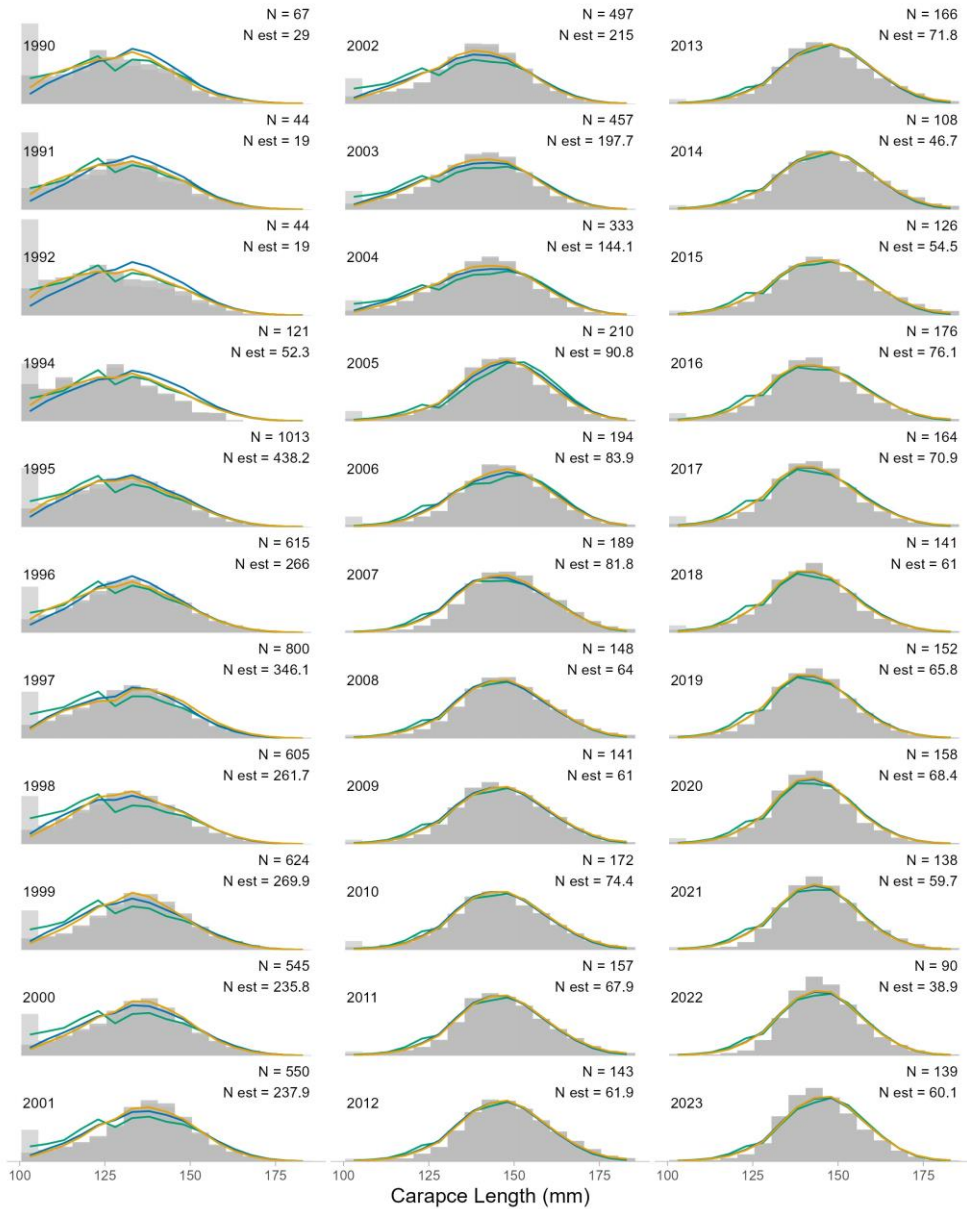 1990
N = 67
N est = 29
1991
N = 44
N est = 19
1992
N = 44
N est = 19
1994
N = 121
N est = 52.3
1995
N = 1013
N est = 438.2
1996
N = 615
N est = 266
1997
N = 800
N est = 346.1
1998
N = 605
N est = 261.7
1999
N = 624
N est = 269.9
2000
N = 545
N est = 235.8
2001
N = 550
N est = 237.9
2002
N = 497
N est = 215
2003
N = 457
N est = 197.7
2004
N = 333
N est = 144.1
2005
N = 210
N est = 90.8
2006
N = 194
N est = 83.9
2007
N = 189
N est = 81.8
2008
N = 148
N est = 64
2009
N = 141
N est = 61
2010
N = 172
N est = 74.4
2011
N = 157
N est = 67.9
2012
N = 143
N est = 61.9
2013
N = 166
N est = 71.8
2014
N = 108
N est = 46.7
2015
N = 126
N est = 54.5
2016
N = 176
N est = 76.1
2017
N = 164
N est = 70.9
2018
N = 141
N est = 61
2019
N = 152
N est = 65.8
2020
N = 158
N est = 68.4
2021
N = 138
N est = 59.7
2022
N = 90
N est = 38.9
2023
N = 139
N est = 60.1
100 125 150 175 100 125 150 175 100 125 150 175
Carapce Length (mm)